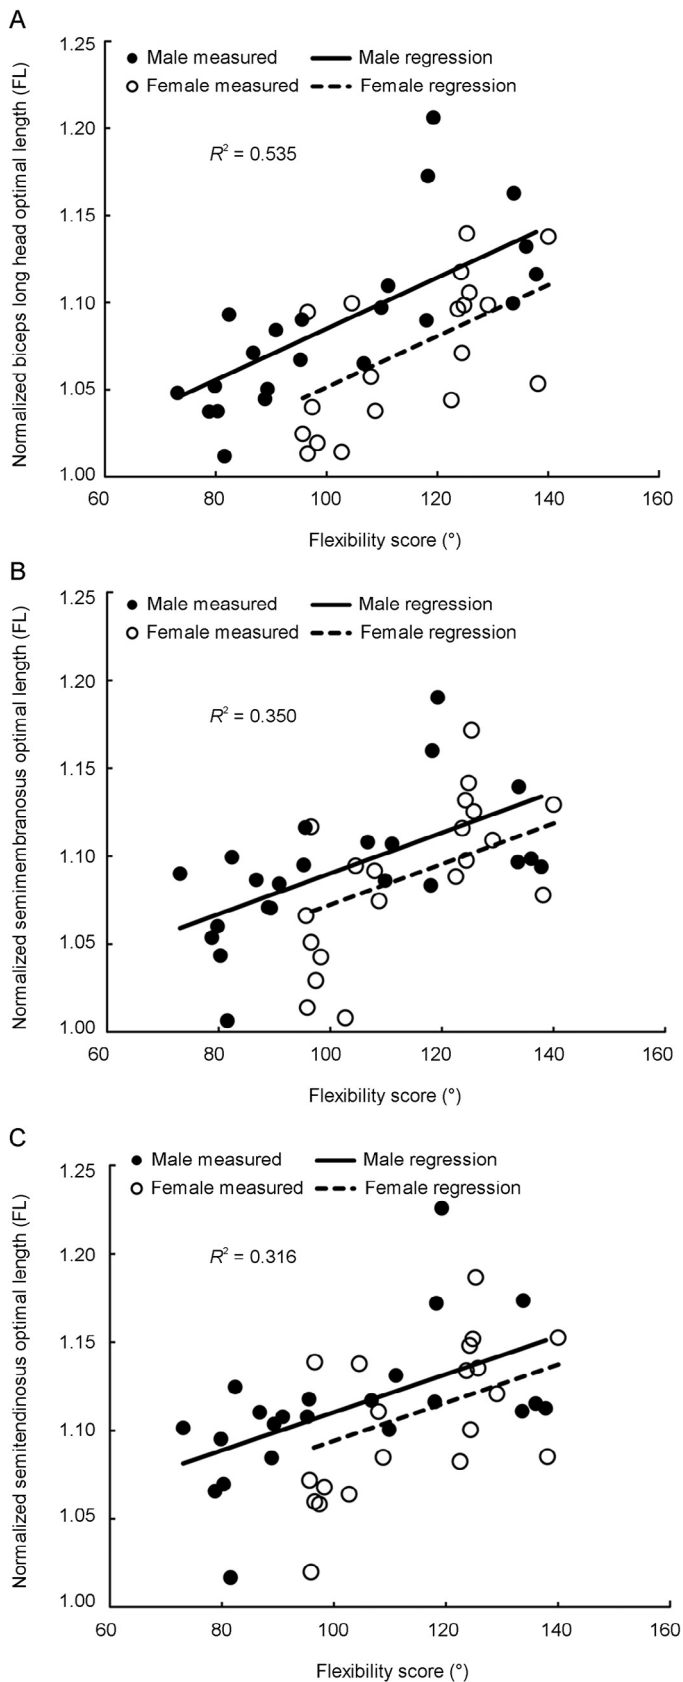 A
Normalized biceps long head optimal length (FL)
1.25
1.20
1.15
1.10
1.05
1.00
Male measured Male regression
Female measured Female regression
R² = 0.535
60 80 100 120 140 160
Flexibility score (°)
B
Normalized semimembranosus optimal length (FL)
1.25
1.20
1.15
1.10
1.05
1.00
Male measured Male regression
Female measured Female regression
R² = 0.350
60 80 100 120 140 160
Flexibility score (°)
C
Normalized semitendinosus optimal length (FL)
1.25
1.20
1.15
1.10
1.05
1.00
Male measured Male regression
Female measured Female regression
R² = 0.316
60 80 100 120 140 160
Flexibility score (°)